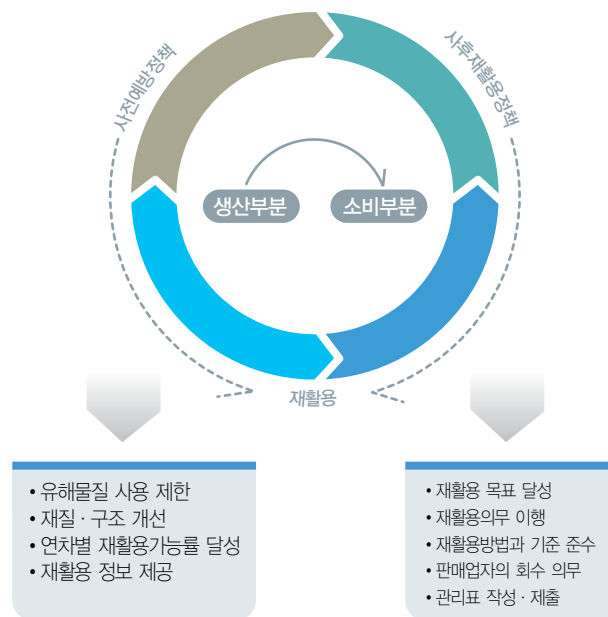 사전예방정책
사후재활용정책
생산부분
소비부분
재활용
• 유해물질 사용 제한
• 재질 · 구조 개선
• 연차별 재활용가능률 달성
• 재활용 정보 제공
• 재활용 목표 달성
• 재활용의무 이행
• 재활용방법과 기준 준수
• 판매업자의 회수 의무
• 관리표 작성 · 제출